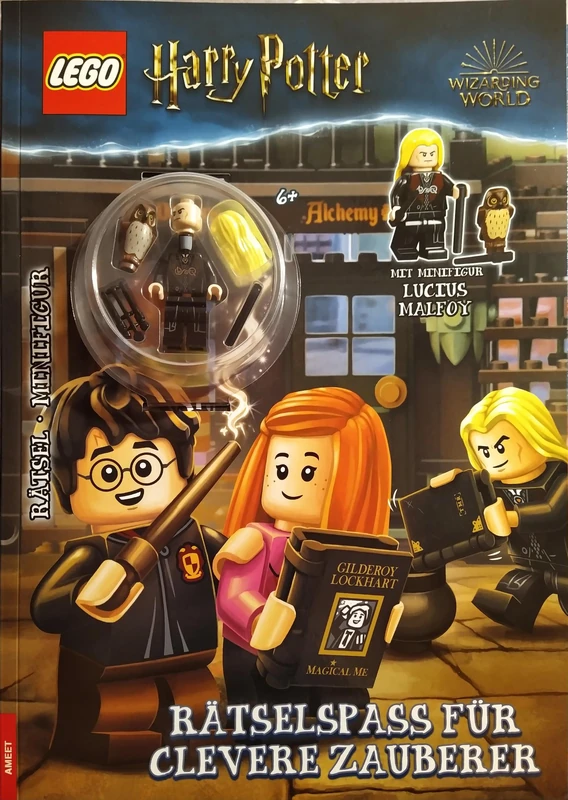 LEGO
Harry Potter
WIZARDING
WORLD
6+
Alchemy
MIT MINIFIGUR
LUCIUS
MALFOY
RÄTSEL · MINIFIGUR
GILDEROY
LOCKHART
MAGICAL ME
RÄTSELSPASS FÜR
CLEVERE ZAUBERER
AMEET